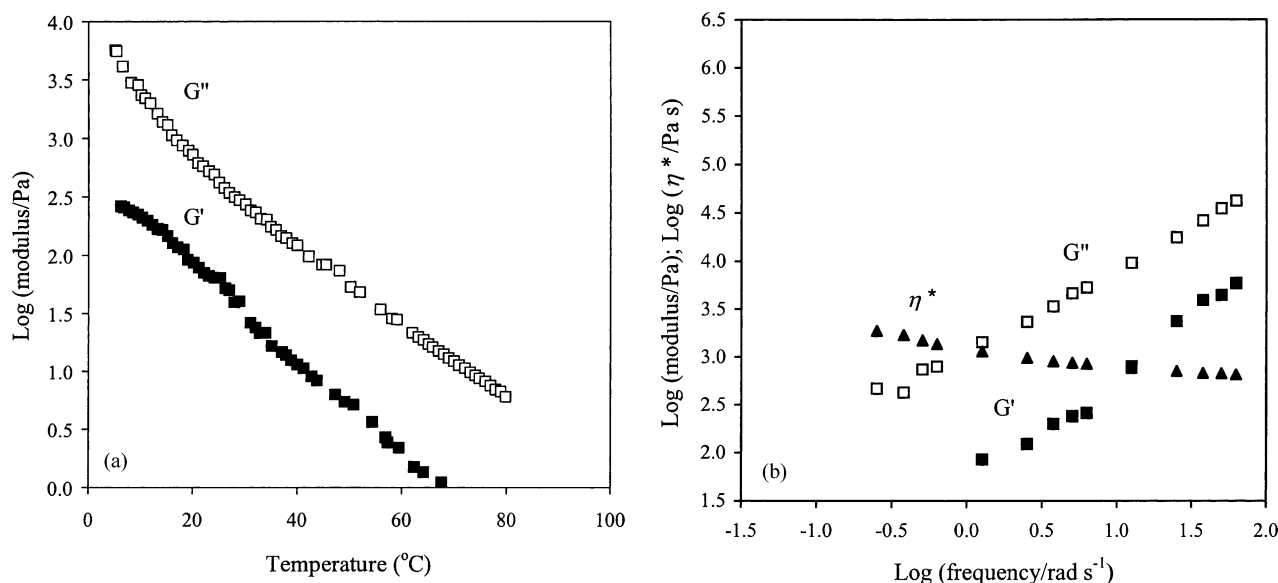 4.0
3.5
3.0
2.5
2.0
1.5
1.0
0.5
0.0
Log (modulus/Pa)
G"
G'
(a)
0 20 40 60 80 100
Temperature (°C)
6.5
6.0
5.5
5.0
4.5
4.0
3.5
3.0
2.5
2.0
1.5
Log (modulus/Pa); Log (η*/Pa s)
G"
η*
G'
(b)
-1.5 -1.0 -0.5 0.0 0.5 1.0 1.5 2.0
Log (frequency/rad s⁻¹)